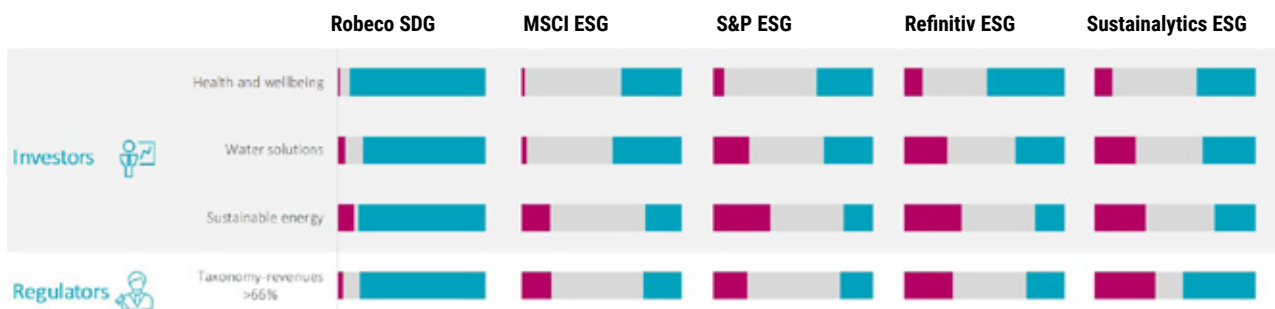 Robeco SDG MSCI ESG S&P ESG Refinitiv ESG Sustainalytics ESG
Health and wellbeing
Investors
Water solutions
Sustainable energy
Regulators
Taxonomy-revenues
>66%